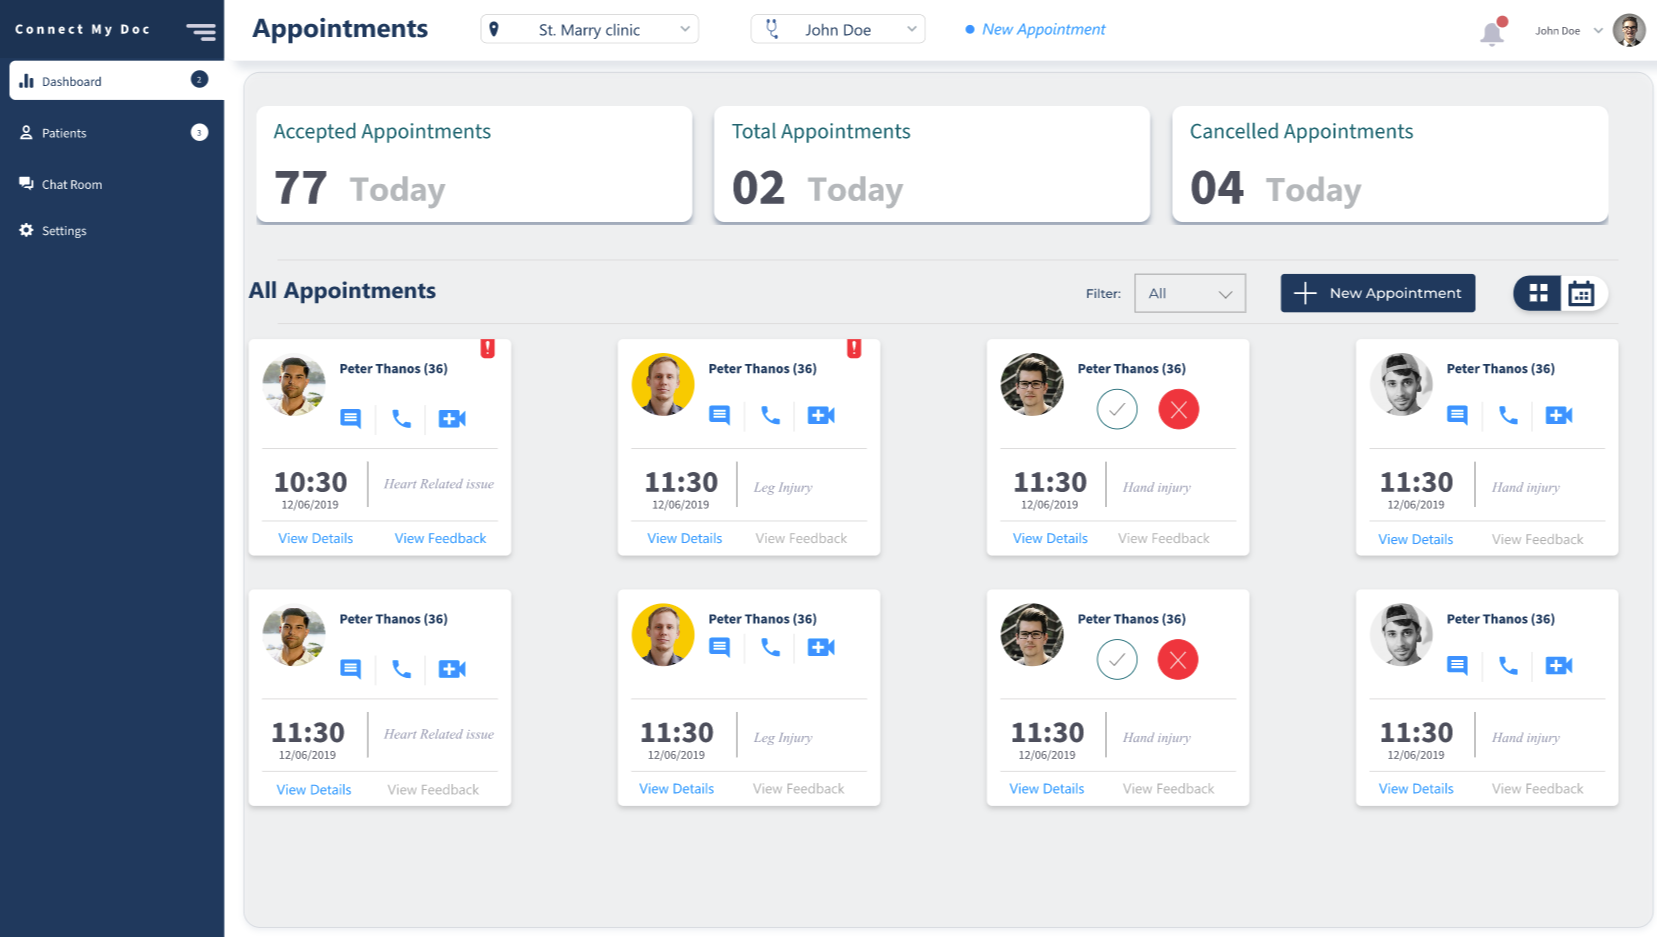 Connect My Doc
Appointments
St. Marry clinic
John Doe
New Appointment
John Doe
Dashboard
2
Patients
3
Chat Room
Settings
Accepted Appointments
77 Today
Total Appointments
02 Today
Cancelled Appointments
04 Today
All Appointments
Filter:
All
New Appointment
Peter Thanos (36)
10:30
12/06/2019
Heart Related issue
View Details
View Feedback
Peter Thanos (36)
11:30
12/06/2019
Leg Injury
View Details
View Feedback
Peter Thanos (36)
11:30
12/06/2019
Hand injury
View Details
View Feedback
Peter Thanos (36)
11:30
12/06/2019
Hand injury
View Details
View Feedback
Peter Thanos (36)
11:30
12/06/2019
Heart Related issue
View Details
View Feedback
Peter Thanos (36)
11:30
12/06/2019
Leg Injury
View Details
View Feedback
Peter Thanos (36)
11:30
12/06/2019
Hand injury
View Details
View Feedback
Peter Thanos (36)
11:30
12/06/2019
Hand injury
View Details
View Feedback